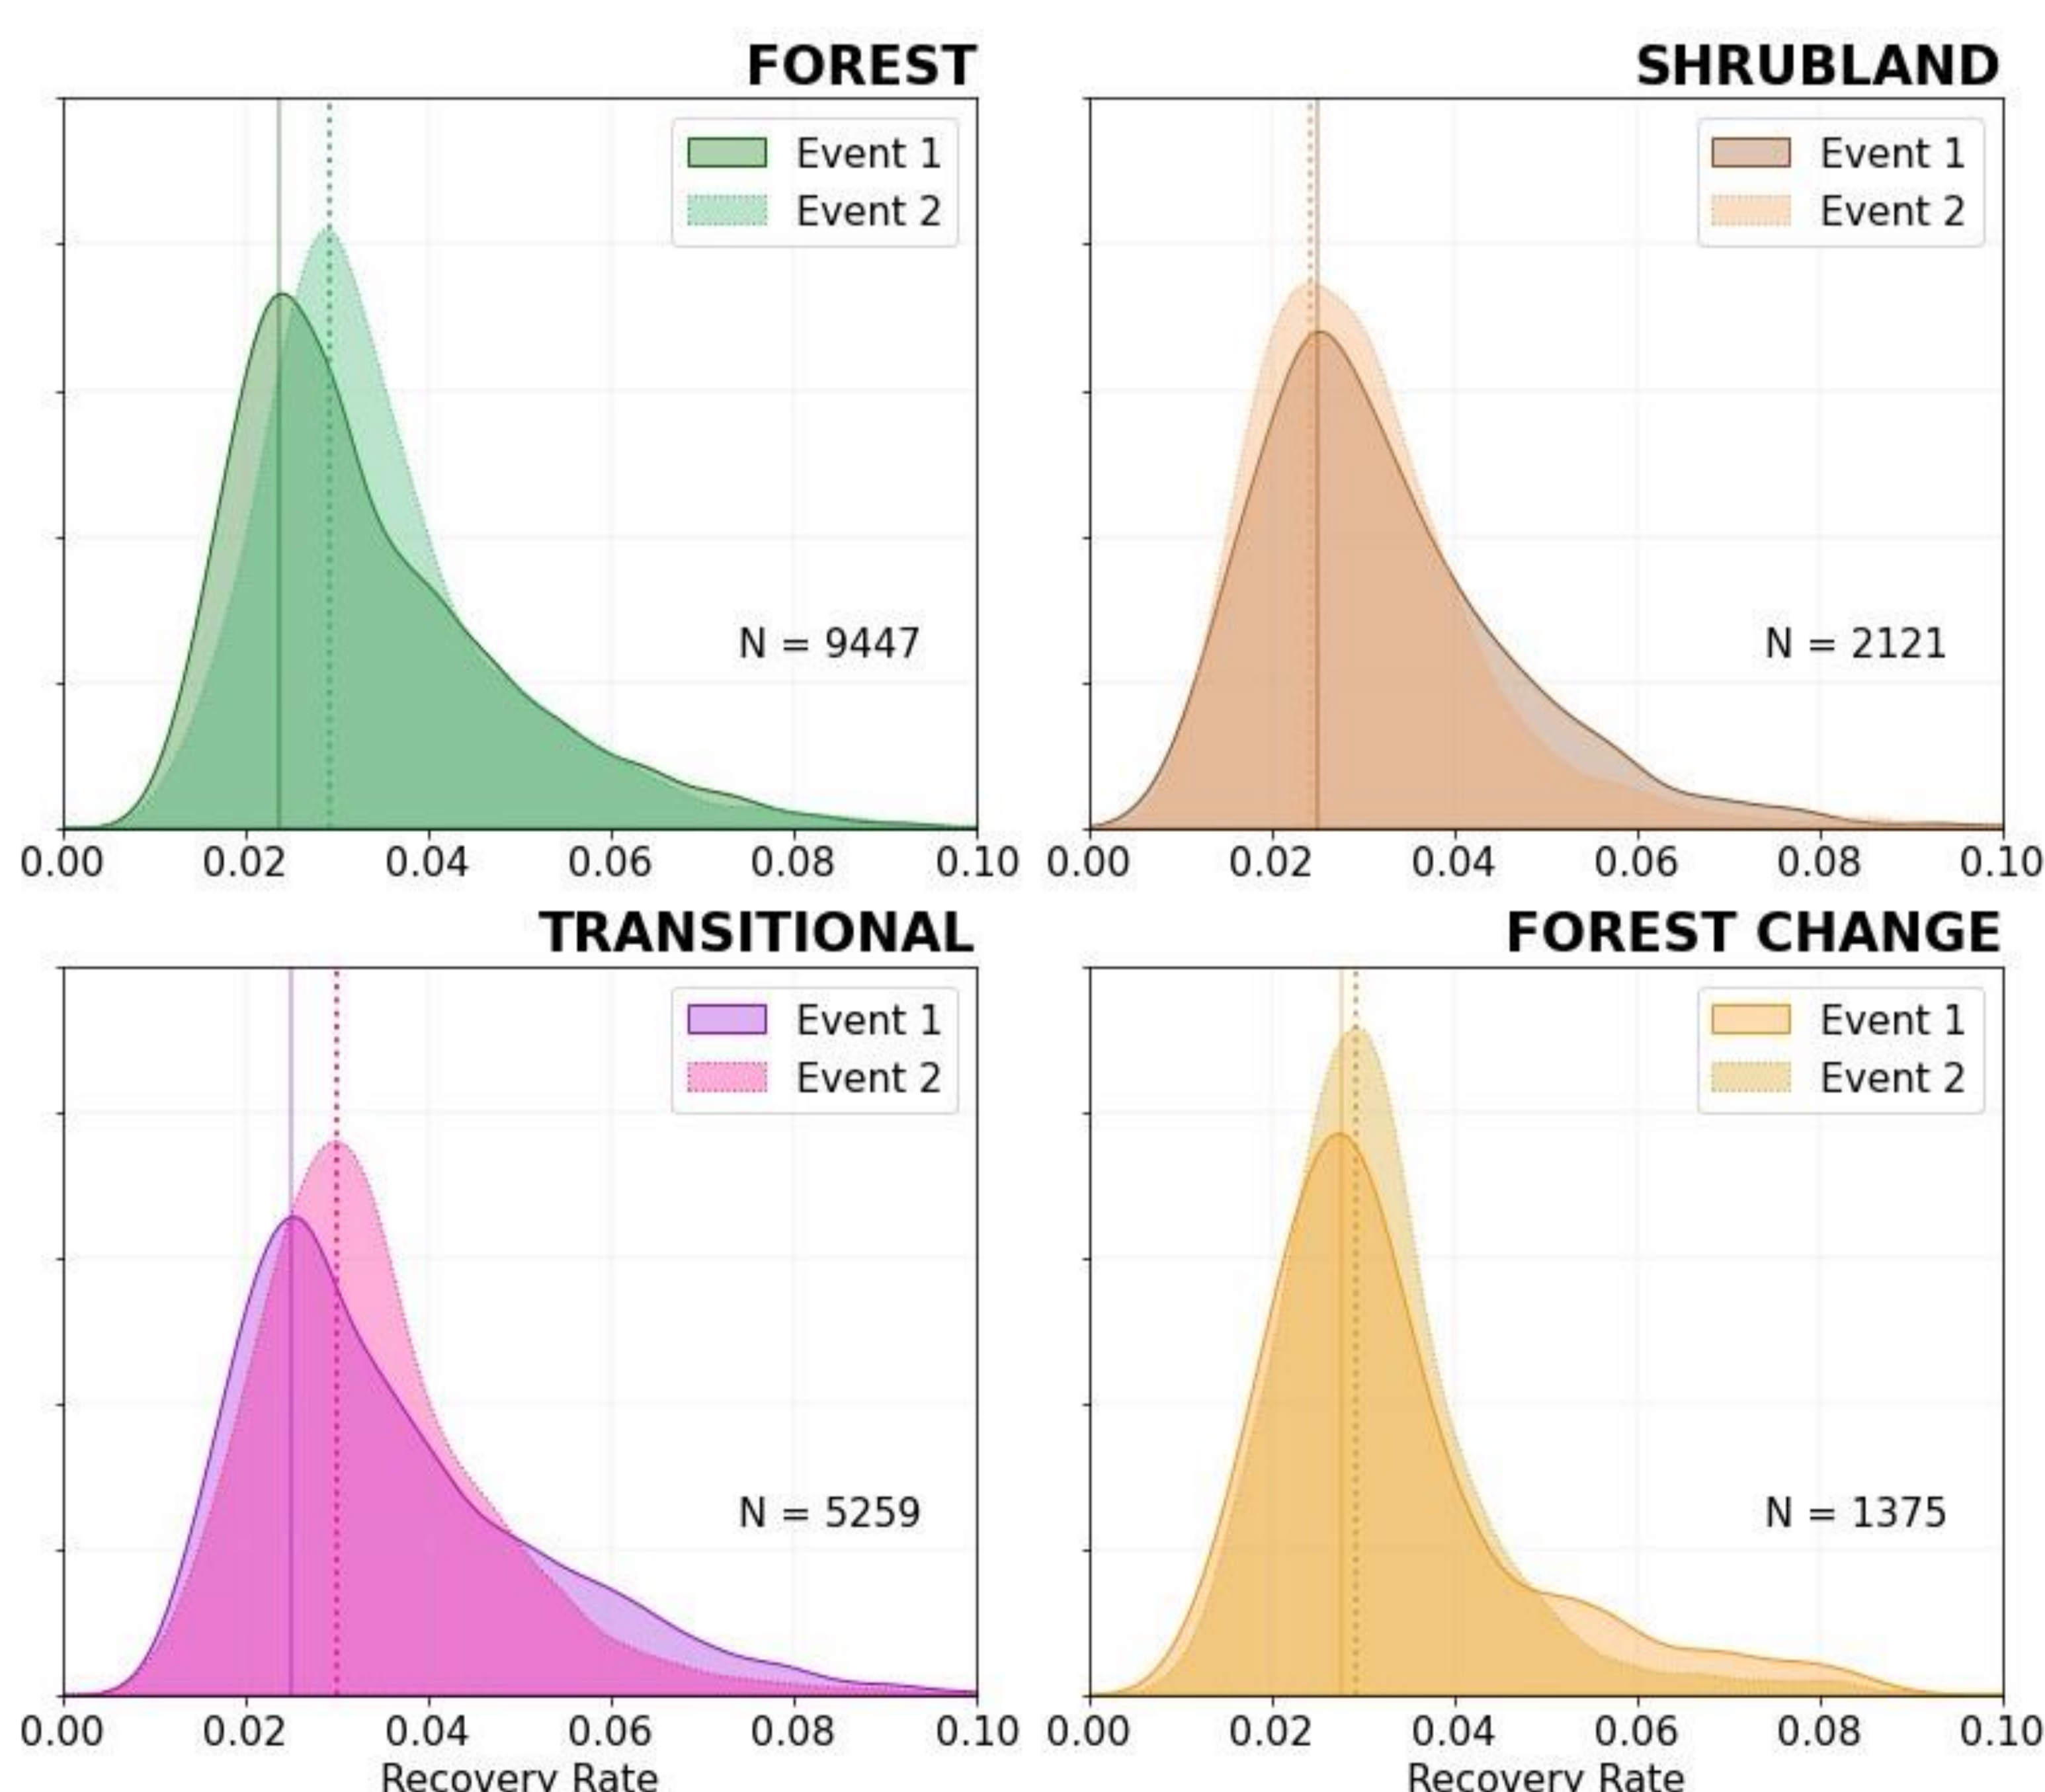 FOREST
Event 1
Event 2
N = 9447
0.00 0.02 0.04 0.06 0.08 0.10
SHRUBLAND
Event 1
Event 2
N = 2121
0.00 0.02 0.04 0.06 0.08 0.10
TRANSITIONAL
Event 1
Event 2
N = 5259
0.00 0.02 0.04 0.06 0.08 0.10
Recovery Rate
FOREST CHANGE
Event 1
Event 2
N = 1375
0.00 0.02 0.04 0.06 0.08 0.10
Recovery Rate